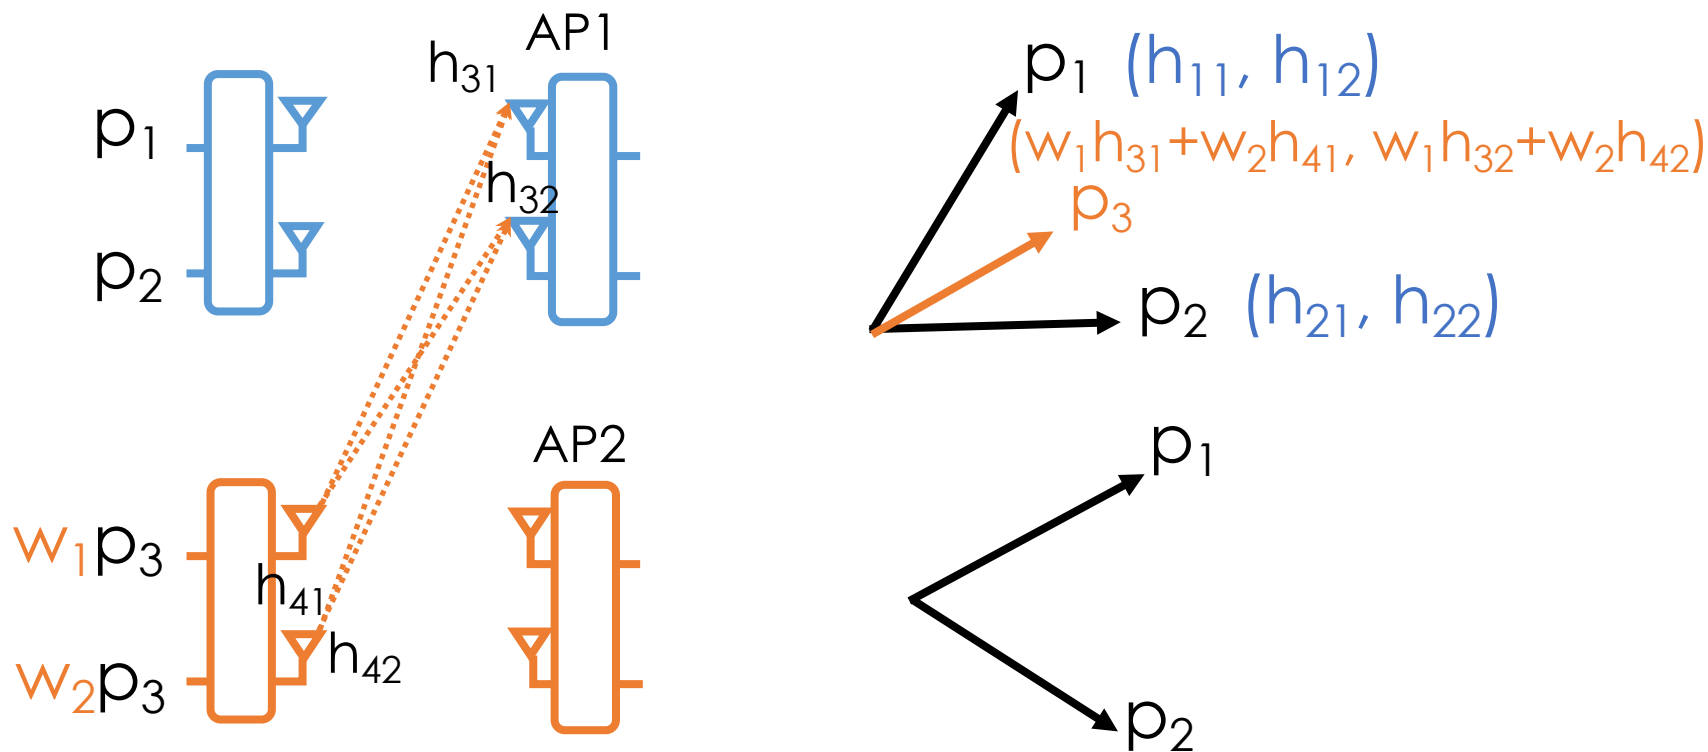 AP1
h₃₁
p₁
h₃₂
p₂
p₁ (h₁₁, h₁₂)
(w₁h₃₁+w₂h₄₁, w₁h₃₂+w₂h₄₂)
p₃
p₂ (h₂₁, h₂₂)
AP2
w₁p₃
h₄₁
w₂p₃
h₄₂
p₁
p₂